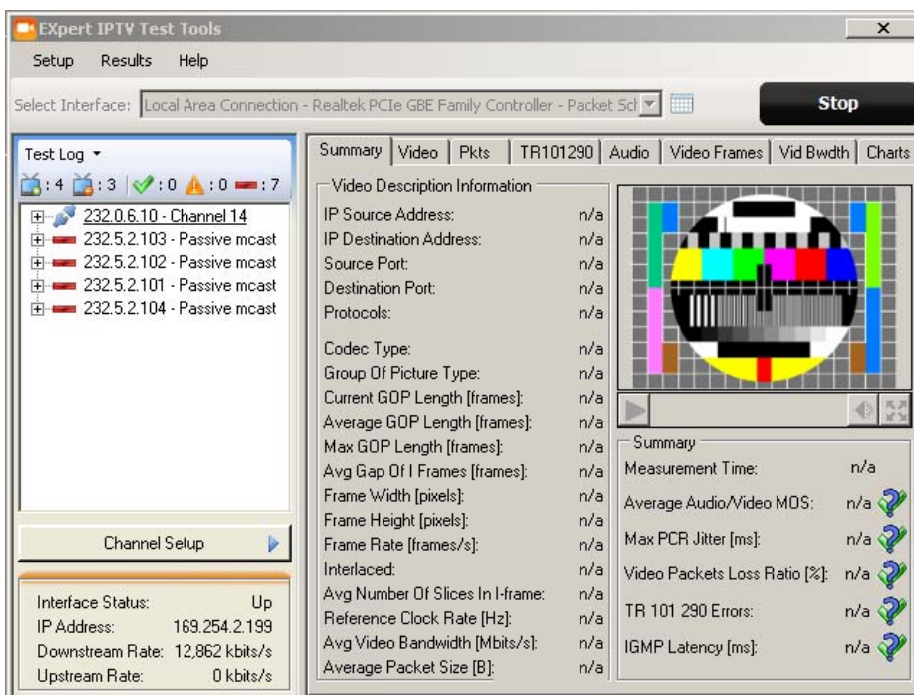 EXpert IPTV Test Tools
Setup Results Help
Select Interface: Local Area Connection - Realtek PCIe GBE Family Controller - Packet Scl
Stop
Test Log
:4 :3 :0 :0 :7
232.0.6.10 - Channel 14
232.5.2.103 - Passive mcast
232.5.2.102 - Passive mcast
232.5.2.101 - Passive mcast
232.5.2.104 - Passive mcast
Channel Setup
Interface Status: Up
IP Address: 169.254.2.199
Downstream Rate: 12,862 kbits/s
Upstream Rate: 0 kbits/s
Summary Video Pkts TR101290 Audio Video Frames Vid Bwdth Charts
Video Description Information
IP Source Address: n/a
IP Destination Address: n/a
Source Port: n/a
Destination Port: n/a
Protocols: n/a
Codec Type: n/a
Group Of Picture Type: n/a
Current GOP Length [frames]: n/a
Average GOP Length [frames]: n/a
Max GOP Length [frames]: n/a
Avg Gap Of I Frames [frames]: n/a
Frame Width [pixels]: n/a
Frame Height [pixels]: n/a
Frame Rate [frames/s]: n/a
Interlaced: n/a
Avg Number Of Slices In I-frame: n/a
Reference Clock Rate [Hz]: n/a
Avg Video Bandwidth [Mbits/s]: n/a
Average Packet Size [B]: n/a
Summary
Measurement Time: n/a
Average Audio/Video MOS: n/a
Max PCR Jitter [ms]: n/a
Video Packets Loss Ratio [%]: n/a
TR 101 290 Errors: n/a
IGMP Latency [ms]: n/a